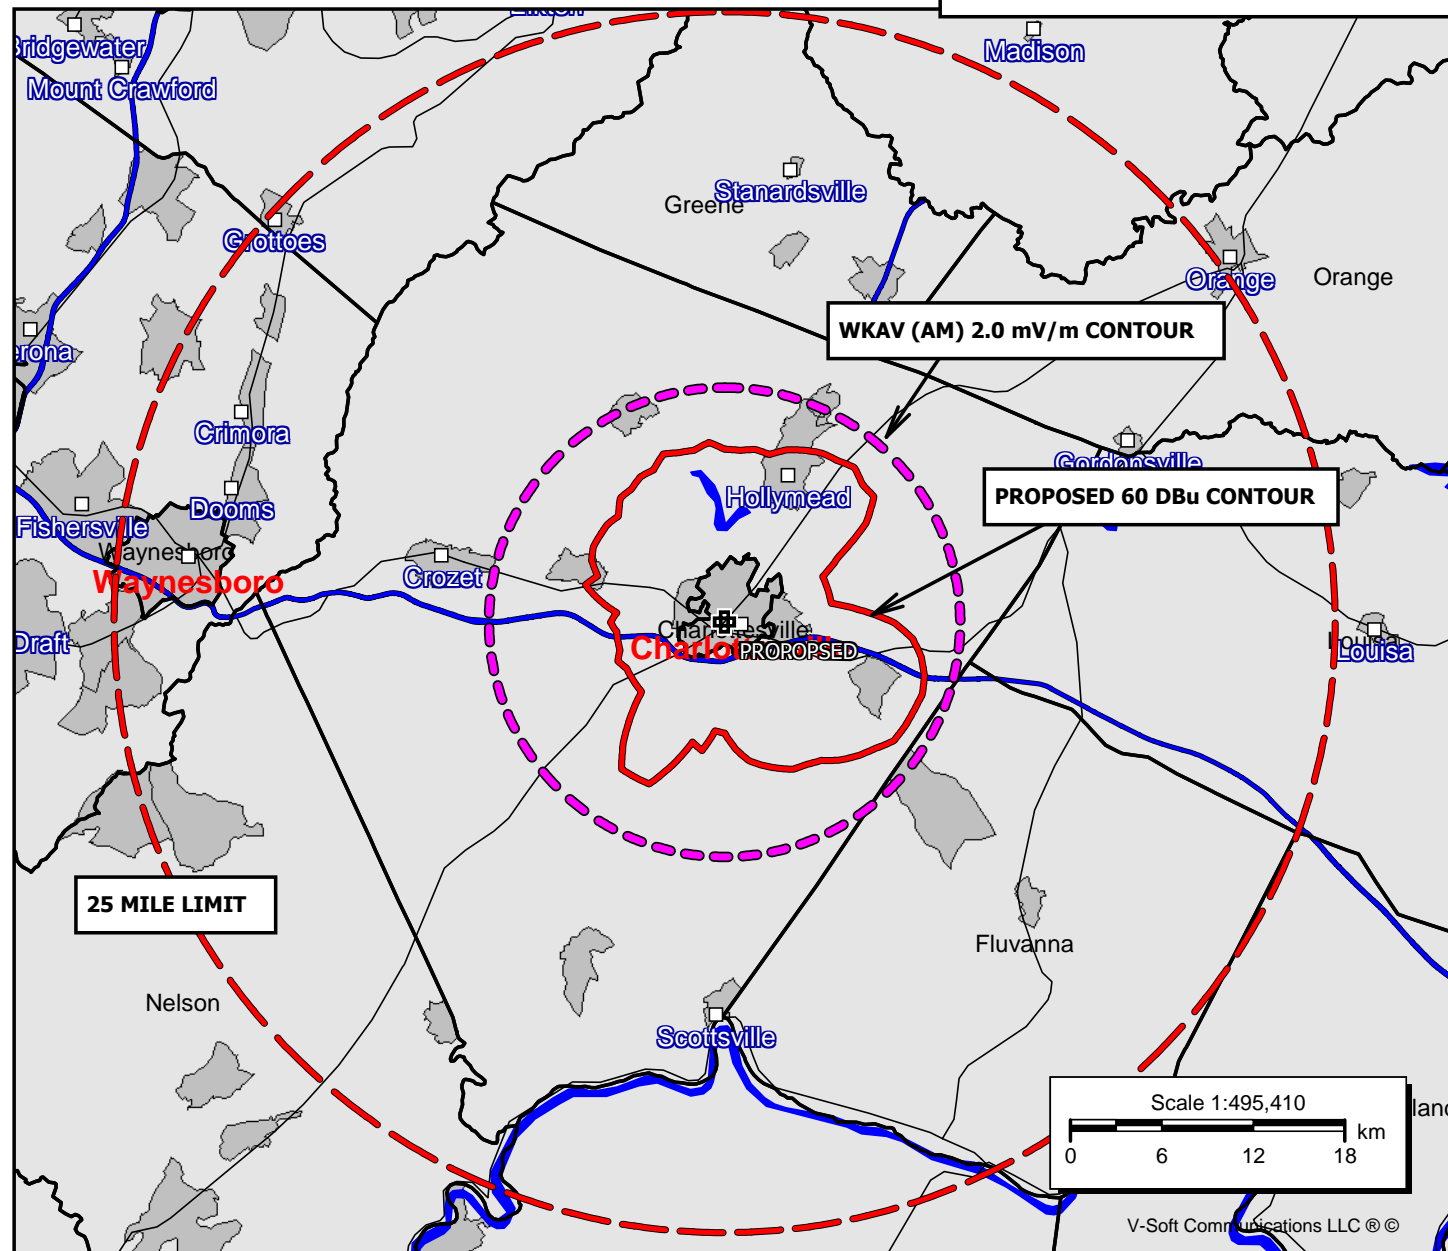 Bridgewater
Madison
Mount Crawford
Stanardsville
Greene
Grottoes
Orange
Orange
WKAV (AM) 2.0 mV/m CONTOUR
Crimora
Gordonsville
PROPOSED 60 DBu CONTOUR
Hollymead
Dooms
Fishersville
Waynesboro
Waynesboro
Crozet
Charlottesville
PROPOPSED
Draft
Louisa
Louisa
25 MILE LIMIT
Fluvanna
Nelson
Scottsville
Scale 1:495,410
km
0 6 12 18
V-Soft Communications LLC ® ©